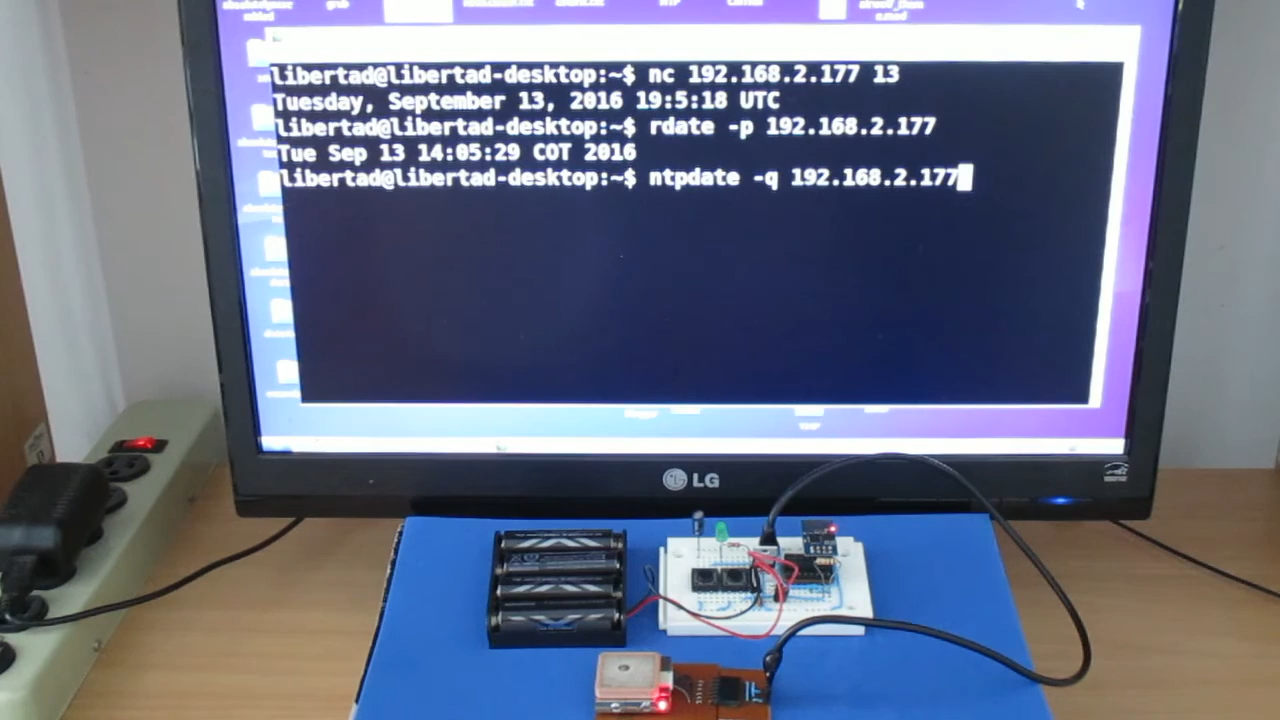 libertad@libertad-desktop:~$ nc 192.168.2.177 13
Tuesday, September 13, 2016 19:5:18 UTC
libertad@libertad-desktop:~$ rdate -p 192.168.2.177
Tue Sep 13 14:05:29 COT 2016
libertad@libertad-desktop:~$ ntpdate -q 192.168.2.177
LG